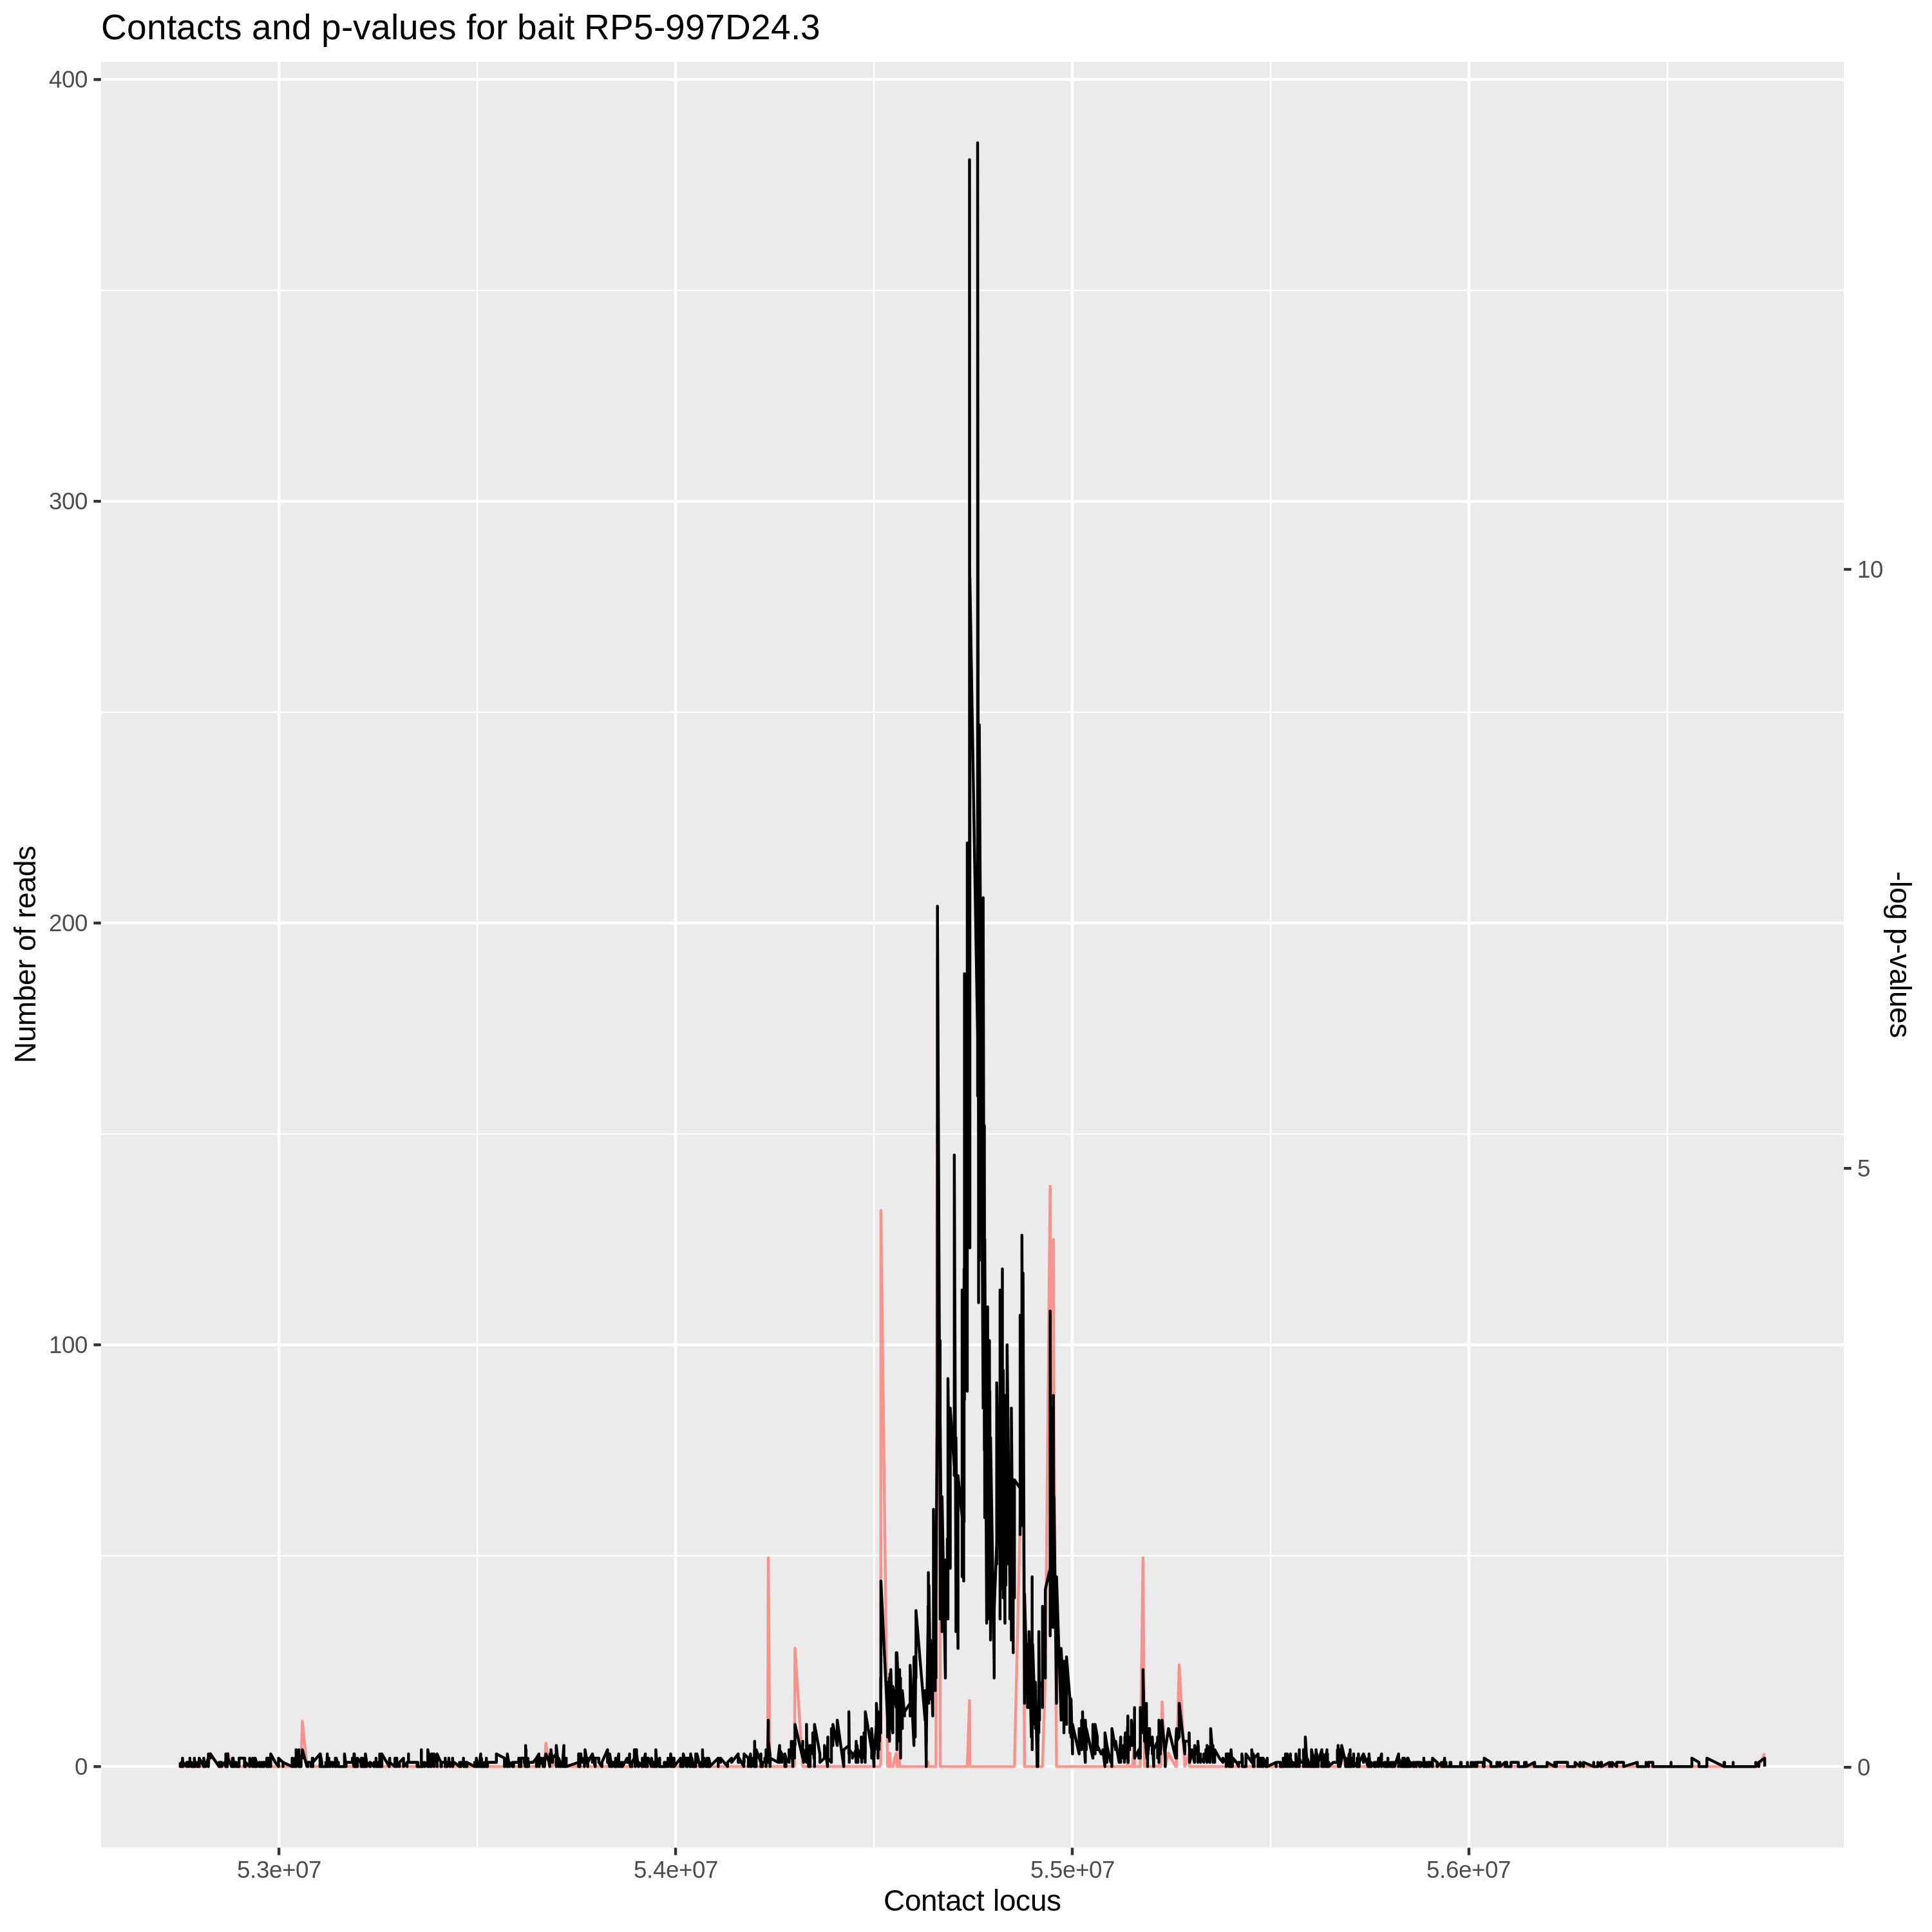 Contacts and p-values for bait RP5-997D24.3
400
300
200
100
0
Number of reads
10
5
0
-log p-values
5.3e+07
5.4e+07
5.5e+07
5.6e+07
Contact locus